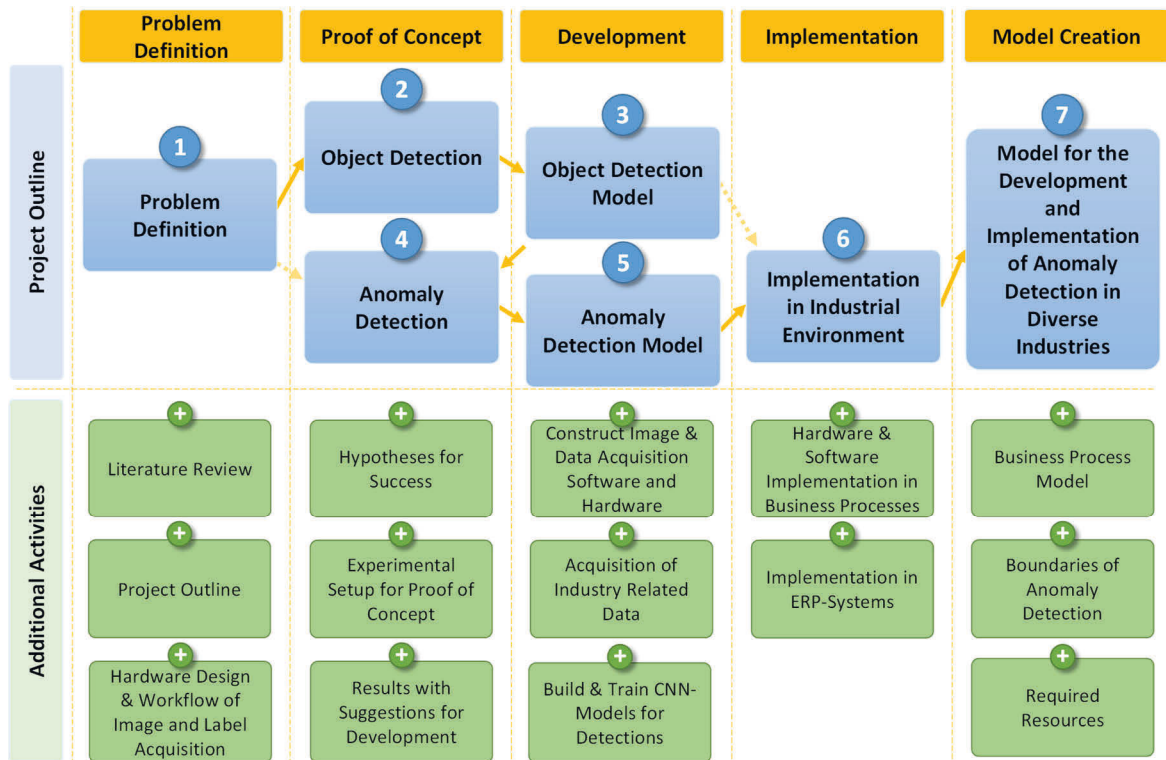 Problem
Definition
Proof of Concept
Development
Implementation
Model Creation
Project Outline
1
Problem
Definition
2
Object Detection
3
Object Detection
Model
4
Anomaly
Detection
5
Anomaly
Detection Model
6
Implementation
in Industrial
Environment
7
Model for the
Development
and
Implementation
of Anomaly
Detection in
Diverse
Industries
Additional Activities
Literature Review
Project Outline
Hardware Design
& Workflow of
Image and Label
Acquisition
Hypotheses for
Success
Experimental
Setup for Proof of
Concept
Results with
Suggestions for
Development
Construct Image &
Data Acquisition
Software and
Hardware
Acquisition of
Industry Related
Data
Build & Train CNN-
Models for
Detections
Hardware &
Software
Implementation in
Business Processes
Implementation in
ERP-Systems
Business Process
Model
Boundaries of
Anomaly
Detection
Required
Resources